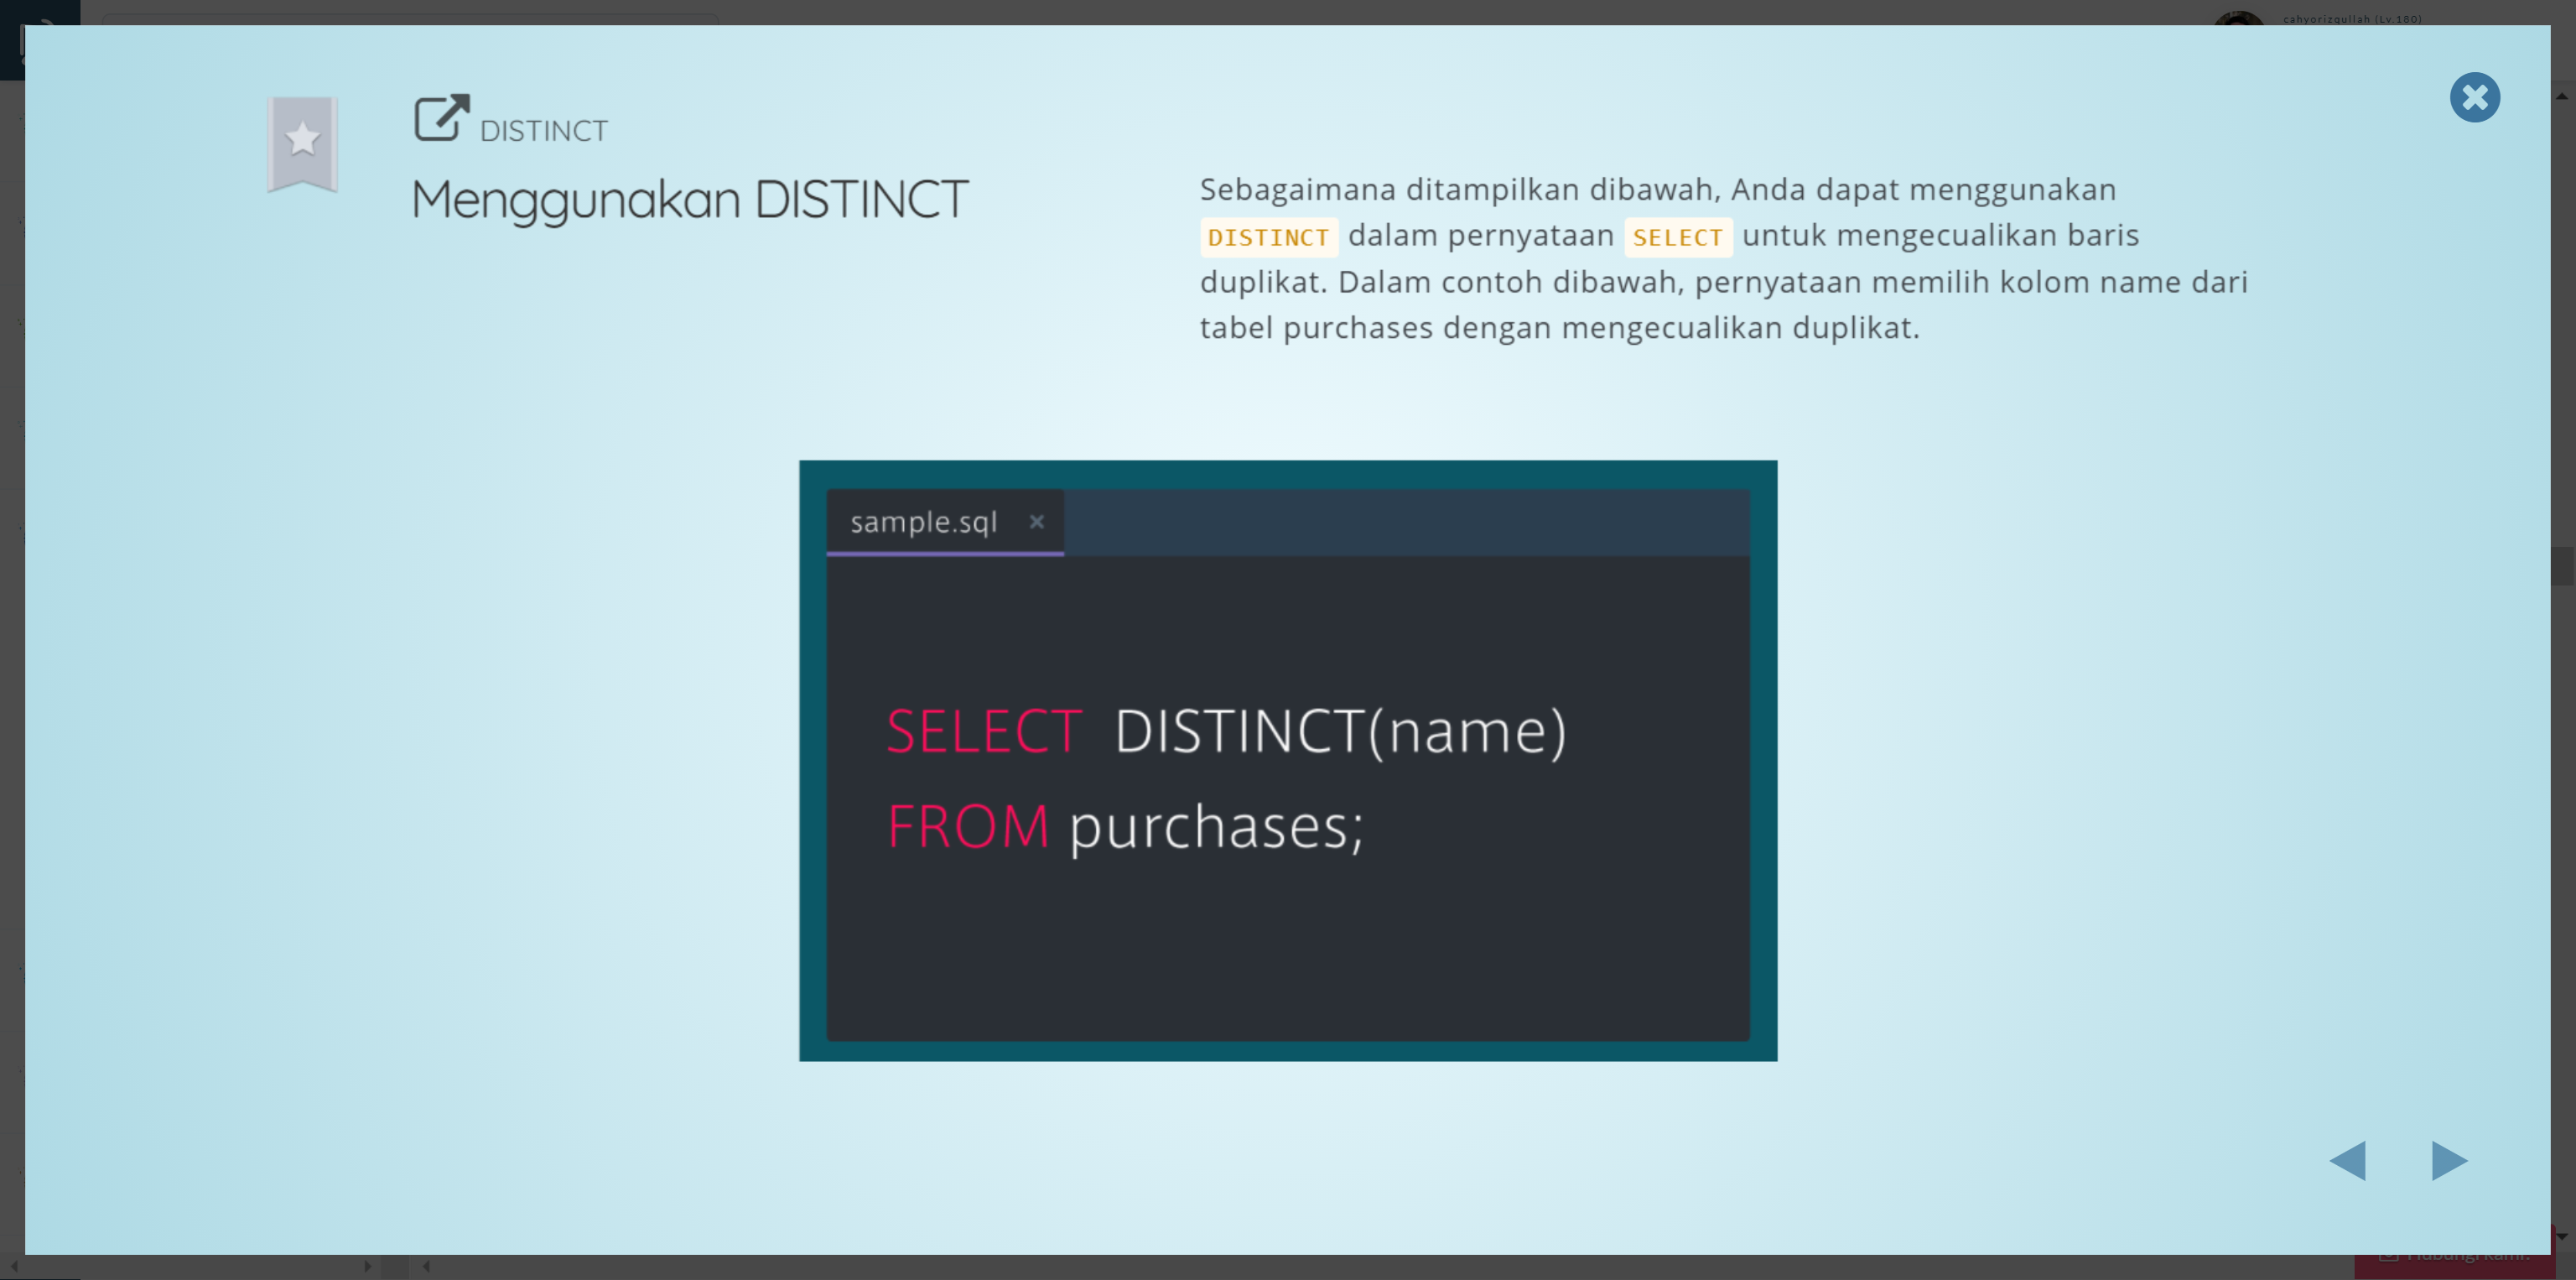 cahyorizqullah (Lv.180)
DISTINCT
Menggunakan DISTINCT
Sebagaimana ditampilkan dibawah, Anda dapat menggunakan
DISTINCT dalam pernyataan SELECT untuk mengecualikan baris
duplikat. Dalam contoh dibawah, pernyataan memilih kolom name dari
tabel purchases dengan mengecualikan duplikat.
sample.sql ×
SELECT DISTINCT(name)
FROM purchases;